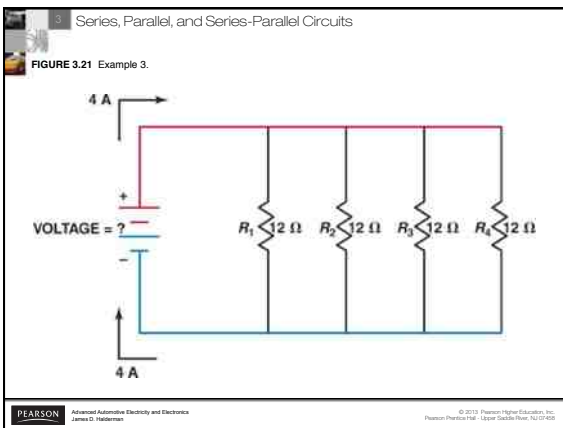 3 Series, Parallel, and Series-Parallel Circuits
FIGURE 3.21 Example 3.
4 A
+
VOLTAGE = ?
–
R1 12 Ω R2 12 Ω R3 12 Ω R4 12 Ω
4 A
PEARSON
Advanced Automotive Electricity and Electronics
James D. Halderman
© 2013 Pearson Higher Education, Inc.
Pearson Prentice Hall - Upper Saddle River, NJ 07458